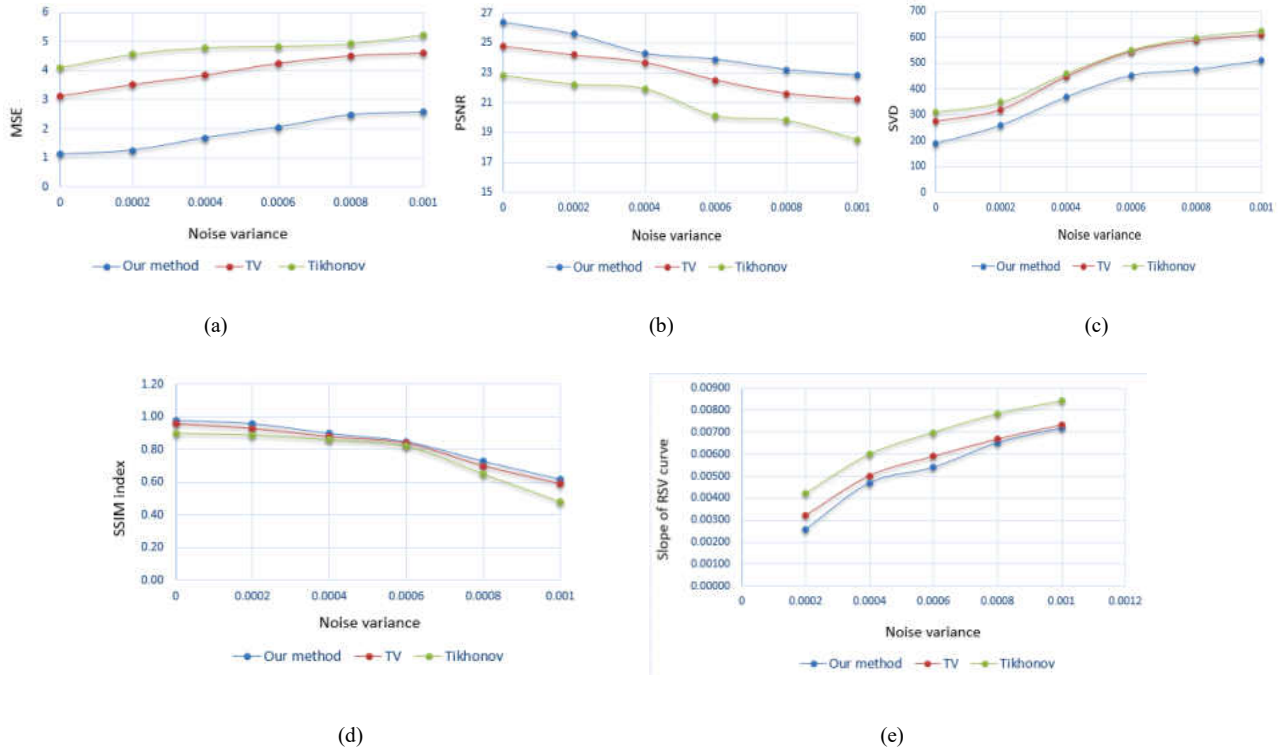 6
5
4
3
2
1
0
MSE
0 0.0002 0.0004 0.0006 0.0008 0.001
Noise variance
Our method TV Tikhonov
(a)
27
25
23
21
19
17
15
PSNR
0 0.0002 0.0004 0.0006 0.0008 0.001
Noise variance
Our method TV Tikhonov
(b)
700
600
500
400
300
200
100
0
SVD
0 0.0002 0.0004 0.0006 0.0008 0.001
Noise variance
Our method TV Tikhonov
(c)
1.20
1.00
0.80
0.60
0.40
0.20
0.00
SSIM index
0 0.0002 0.0004 0.0006 0.0008 0.001
Noise variance
Our method TV Tikhonov
(d)
0.00900
0.00800
0.00700
0.00600
0.00500
0.00400
0.00300
0.00200
0.00100
0.00000
Slope of RSV curve
0 0.0002 0.0004 0.0006 0.0008 0.001 0.0012
Noise variance
Our method TV Tikhonov
(e)